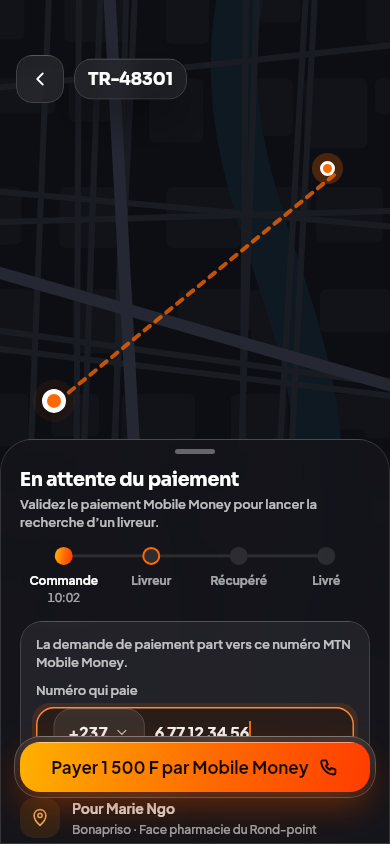 TR-48301
En attente du paiement
Validez le paiement Mobile Money pour lancer la
recherche d'un livreur.
Commande Livreur Récupéré Livré
10:02
La demande de paiement part vers ce numéro MTN
Mobile Money.
Numéro qui paie
+237 6 77 12 34 56
Payer 1 500 F par Mobile Money
Pour Marie Ngo
Bonapriso · Face pharmacie du Rond-point